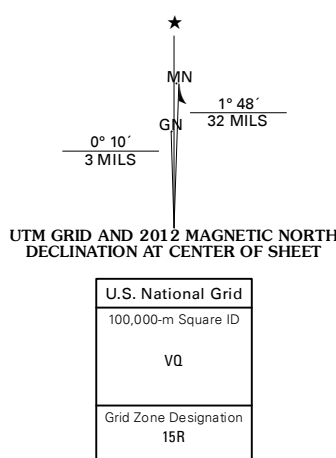 ★
MN
1° 48´
32 MILS
GN
0° 10´
3 MILS
UTM GRID AND 2012 MAGNETIC NORTH
DECLINATION AT CENTER OF SHEET
U.S. National Grid
100,000-m Square ID
VQ
Grid Zone Designation
15R